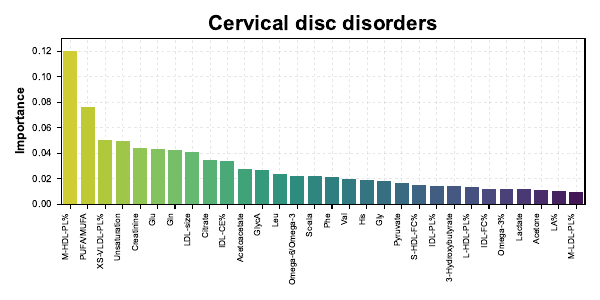 Cervical disc disorders
Importance
0.12
0.10
0.08
0.06
0.04
0.02
0.00
M-HDL-PL%
PUFA/MUFA
XS-VLDL-PL%
Unsaturation
Creatinine
Glu
Gln
LDL-size
Citrate
IDL-CE%
Acetoacetate
GlycA
Leu
Omega-6/Omega-3
Phe
Val
His
Gly
Pyruvate
S-HDL-FC%
IDL-PL%
3-Hydroxybutyrate
L-HDL-PL%
IDL-FC%
Omega-3%
Lactate
Acetone
LA%
M-LDL-PL%